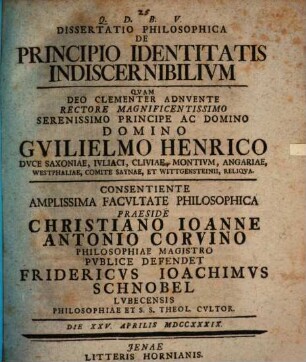 25
Q. D. B. V.
DISSERTATIO PHILOSOPHICA
DE
PRINCIPIO IDENTITATIS
INDISCERNIBILIVM
QVAM
DEO CLEMENTER ADNVENTE
RECTORE MAGNIFICENTISSIMO
SERENISSIMO PRINCIPE AC DOMINO
DOMINO
GVILIELMO HENRICO
DVCE SAXONIAE, IVLIACI, CLIVIAE, MONTIVM, ANGARIAE,
WESTPHALIAE, COMITE SAYNAE, ET WITTGENSTEINII, RELIQVA.
CONSENTIENTE
AMPLISSIMA FACVLTATE PHILOSOPHICA
PRAESIDE
CHRISTIANO IOANNE
ANTONIO CORVINO
PHILOSOPHIAE MAGISTRO
PVBLICE DEFENDET
FRIDERICVS IOACHIMVS
SCHNOBEL
LVBECENSIS
PHILOSOPHIAE ET S. S. THEOL. CVLTOR.
DIE XXV. APRILIS MDCCXXXIX.
JENAE
LITTERIS HORNIANIS.